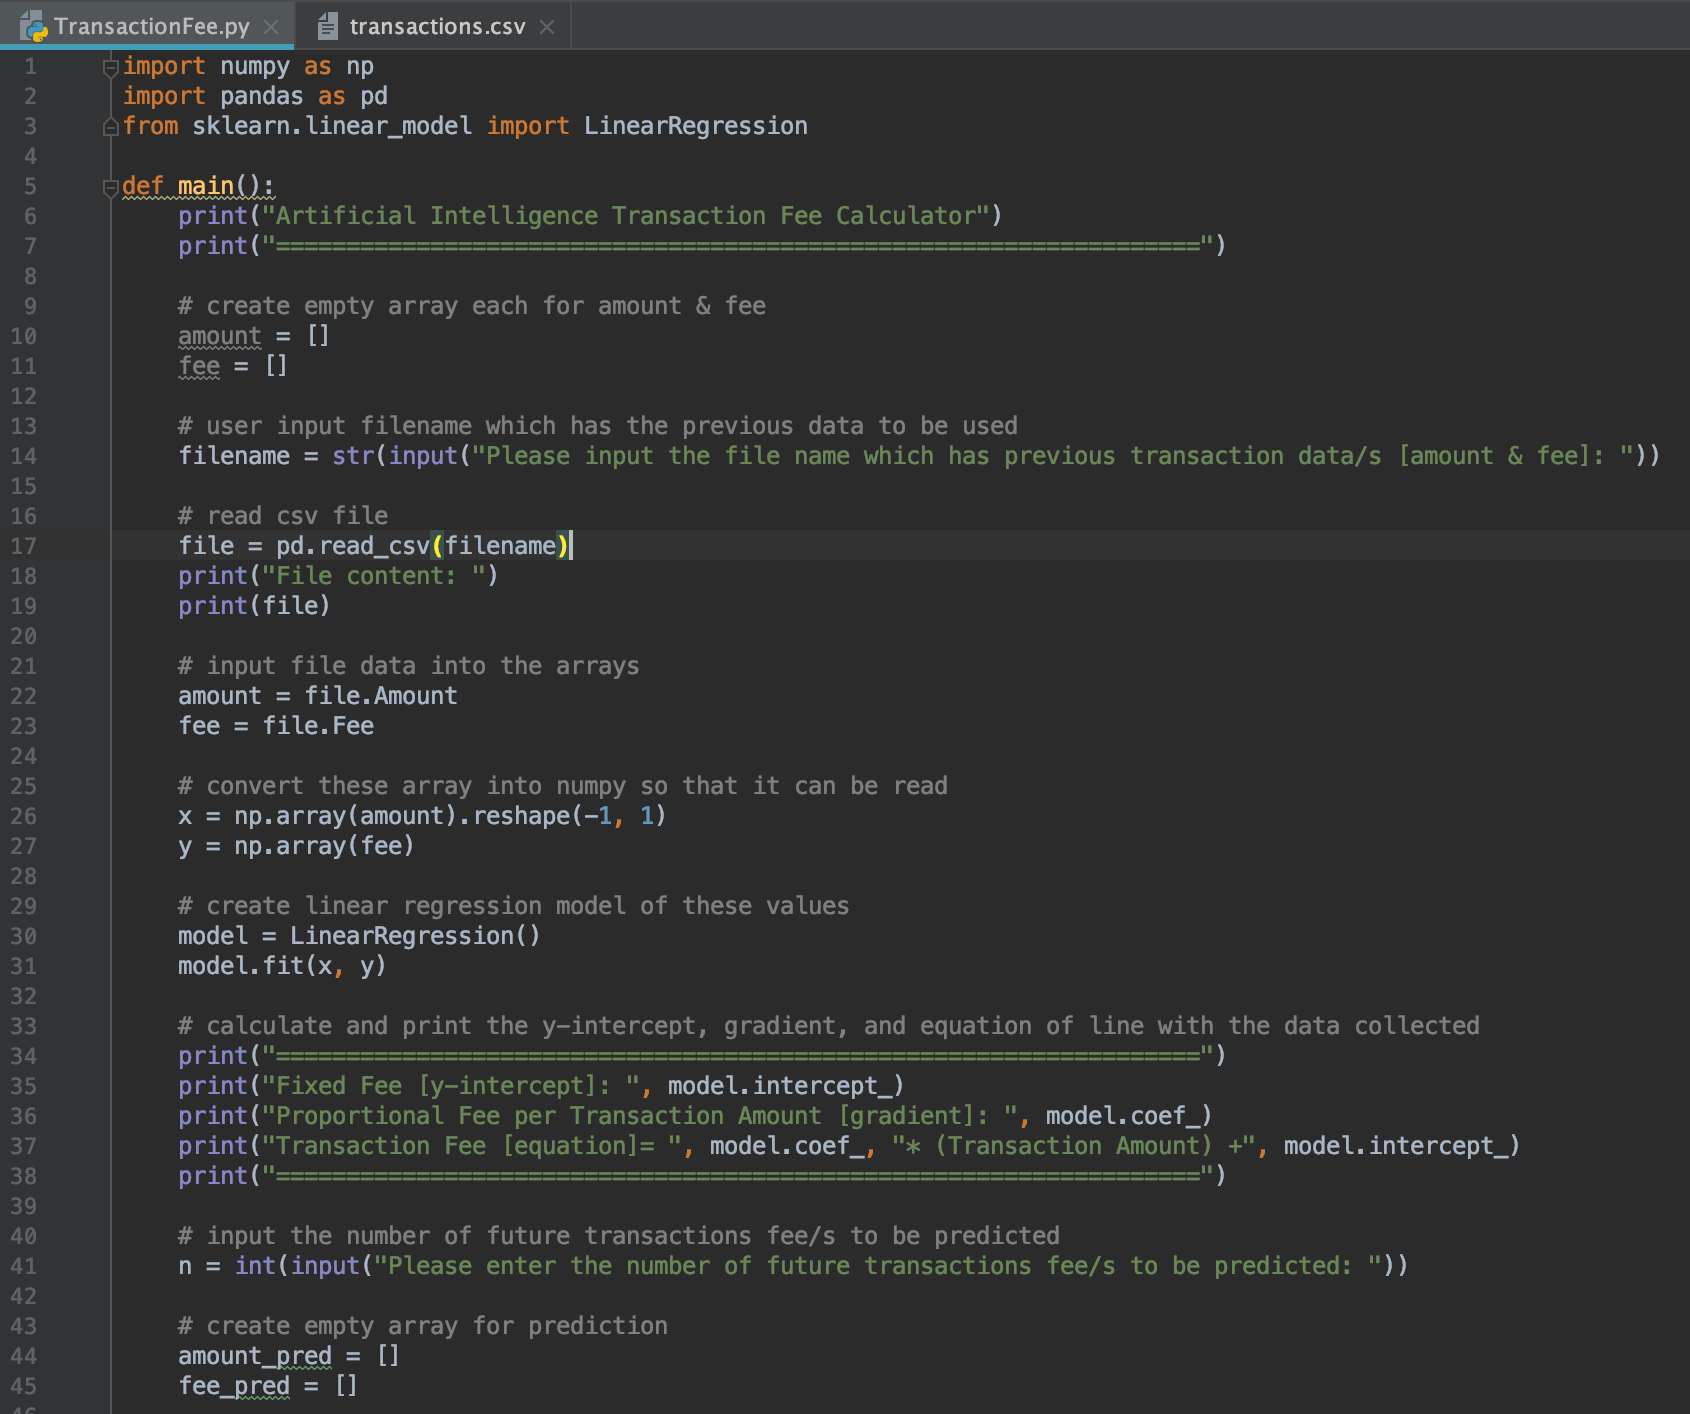 TransactionFee.py transactions.csv
1 import numpy as np
2 import pandas as pd
3 from sklearn.linear_model import LinearRegression
4
5 def main():
6 print("Artificial Intelligence Transaction Fee Calculator")
7 print("==================================================================")
8
9 # create empty array each for amount & fee
10 amount = []
11 fee = []
12
13 # user input filename which has the previous data to be used
14 filename = str(input("Please input the file name which has previous transaction data/s [amount & fee]: "))
15
16 # read csv file
17 file = pd.read_csv(filename)
18 print("File content: ")
19 print(file)
20
21 # input file data into the arrays
22 amount = file.Amount
23 fee = file.Fee
24
25 # convert these array into numpy so that it can be read
26 x = np.array(amount).reshape(-1, 1)
27 y = np.array(fee)
28
29 # create linear regression model of these values
30 model = LinearRegression()
31 model.fit(x, y)
32
33 # calculate and print the y-intercept, gradient, and equation of line with the data collected
34 print("==================================================================")
35 print("Fixed Fee [y-intercept]: ", model.intercept_)
36 print("Proportional Fee per Transaction Amount [gradient]: ", model.coef_)
37 print("Transaction Fee [equation]= ", model.coef_, "* (Transaction Amount) +", model.intercept_)
38 print("==================================================================")
39
40 # input the number of future transactions fee/s to be predicted
41 n = int(input("Please enter the number of future transactions fee/s to be predicted: "))
42
43 # create empty array for prediction
44 amount_pred = []
45 fee_pred = []